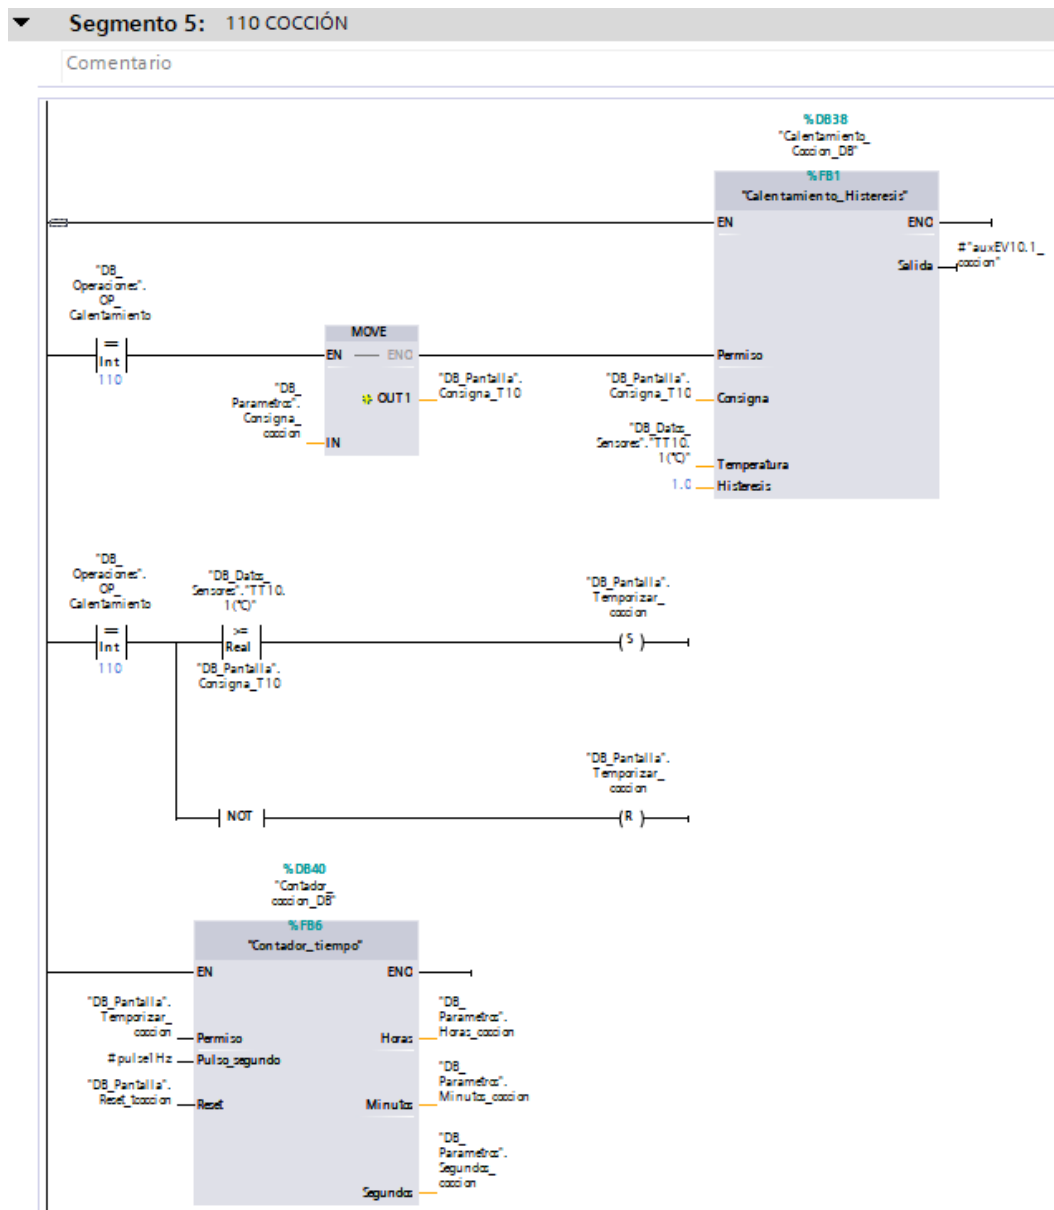 Segmento 5: 110 COCCIÓN
Comentario
%DB38
"Calentamiento_
Coccion_DB"
%FB1
"Calentamiento_Histeresis"
EN ENO
#"auxEV10.1_
coccion"
Salida
"DB_
Operaciones".
OP_
Calentamiento
==
Int
110
MOVE
EN ENO
"DB_
Parametros".
Consigna_
coccion
IN
OUT1
"DB_Pantalla".
Consigna_T10
Permiso
"DB_Pantalla".
Consigna_T10
Consigna
"DB_Datos_
Sensores"."TT10.
1(°C)"
Temperatura
1.0
Histeresis
"DB_
Operaciones".
OP_
Calentamiento
==
Int
110
"DB_Datos_
Sensores"."TT10.
1(°C)"
>=
Real
"DB_Pantalla".
Consigna_T10
"DB_Pantalla".
Temporizar_
coccion
S
NOT
"DB_Pantalla".
Temporizar_
coccion
R
%DB40
"Contador_
coccion_DB"
%FB6
"Contador_tiempo"
EN ENO
"DB_Pantalla".
Temporizar_
coccion
Permiso
#pulse1Hz
Pulso_segundo
"DB_Pantalla".
Reset_tcoccion
Reset
Horas
"DB_
Parametros".
Horas_coccion
Minutos
"DB_
Parametros".
Minutos_coccion
Segundos
"DB_
Parametros".
Segundos_
coccion